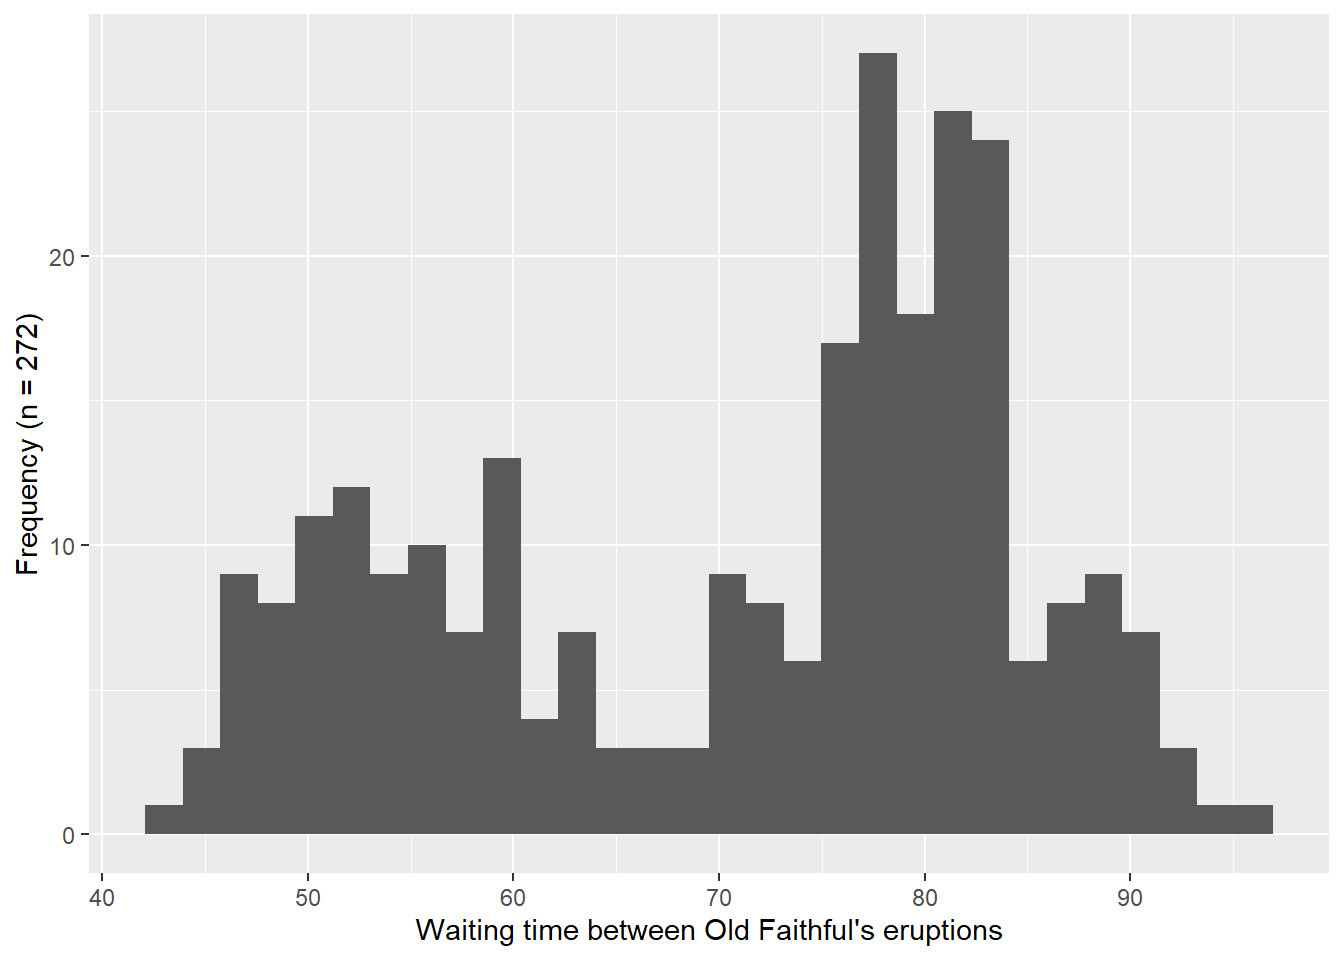 Frequency (n = 272)
20
10
0
40 50 60 70 80 90
Waiting time between Old Faithful's eruptions